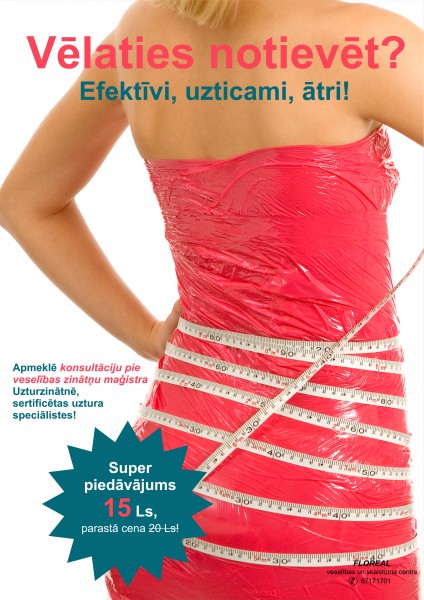 Vēlaties notievēt?
Efektīvi, uzticami, ātri!
Apmeklē konsultāciju pie
veselības zinātņu maģistra
Uzturzinātnē,
sertificētas uztura
speciālistes!
Super
piedāvājums
15 Ls,
parastā cena 20 Ls!
FLOREAL
veselības un skaistuma centrs
✆ 67171701